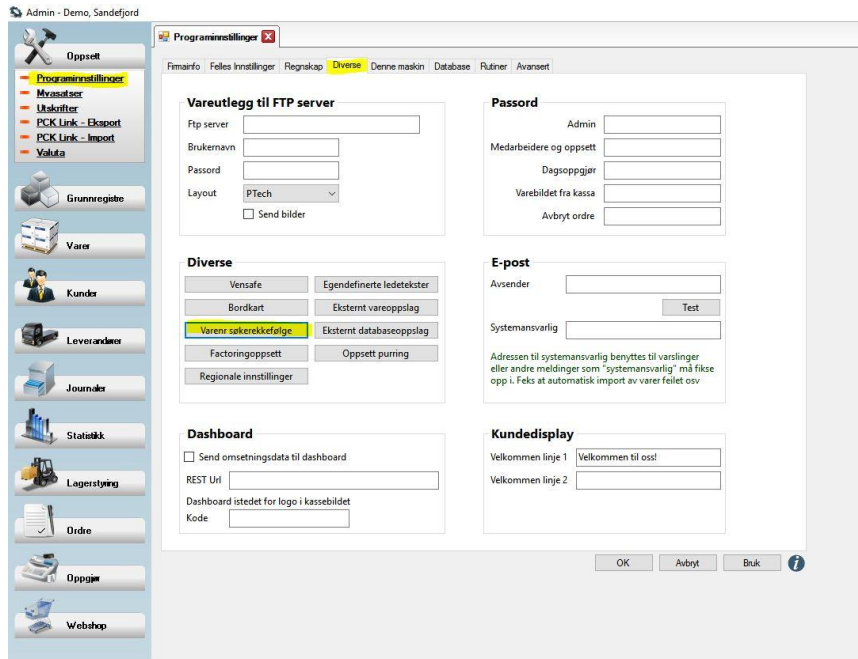 Admin - Demo, Sandefjord
Oppsett
Programinnstillinger
Mvasatser
Utskrifter
PCK Link - Eksport
PCK Link - Import
Valuta
Grunnregistre
Varer
Kunder
Leverandører
Journaler
Statistikk
Lagerstyring
Ordre
Oppgjør
Webshop
Programinnstillinger
Firmainfo Felles Innstillinger Regnskap Diverse Denne maskin Database Rutiner Avansert
Vareutlegg til FTP server
Ftp server
Brukernavn
Passord
Layout PTech
Send bilder
Passord
Admin
Medarbeidere og oppsett
Dagsoppgjør
Varebildet fra kassa
Avbryt ordre
Diverse
Vensafe Egendefinerte ledetekster
Bordkart Eksternt vareoppslag
Varenr søkerekkefølge Eksternt databaseoppslag
Factoringoppsett Oppsett purring
Regionale innstillinger
E-post
Avsender
Test
Systemansvarlig
Adressen til systemansvarlig benyttes til varslinger
eller andre meldinger som "systemansvarlig" må fikse
opp i. Feks at automatisk import av varer feilet osv
Dashboard
Send omsetningsdata til dashboard
REST Url
Dashboard istedet for logo i kassebildet
Kode
Kundedisplay
Velkommen linje 1 Velkommen til oss!
Velkommen linje 2
OK Avbryt Bruk i